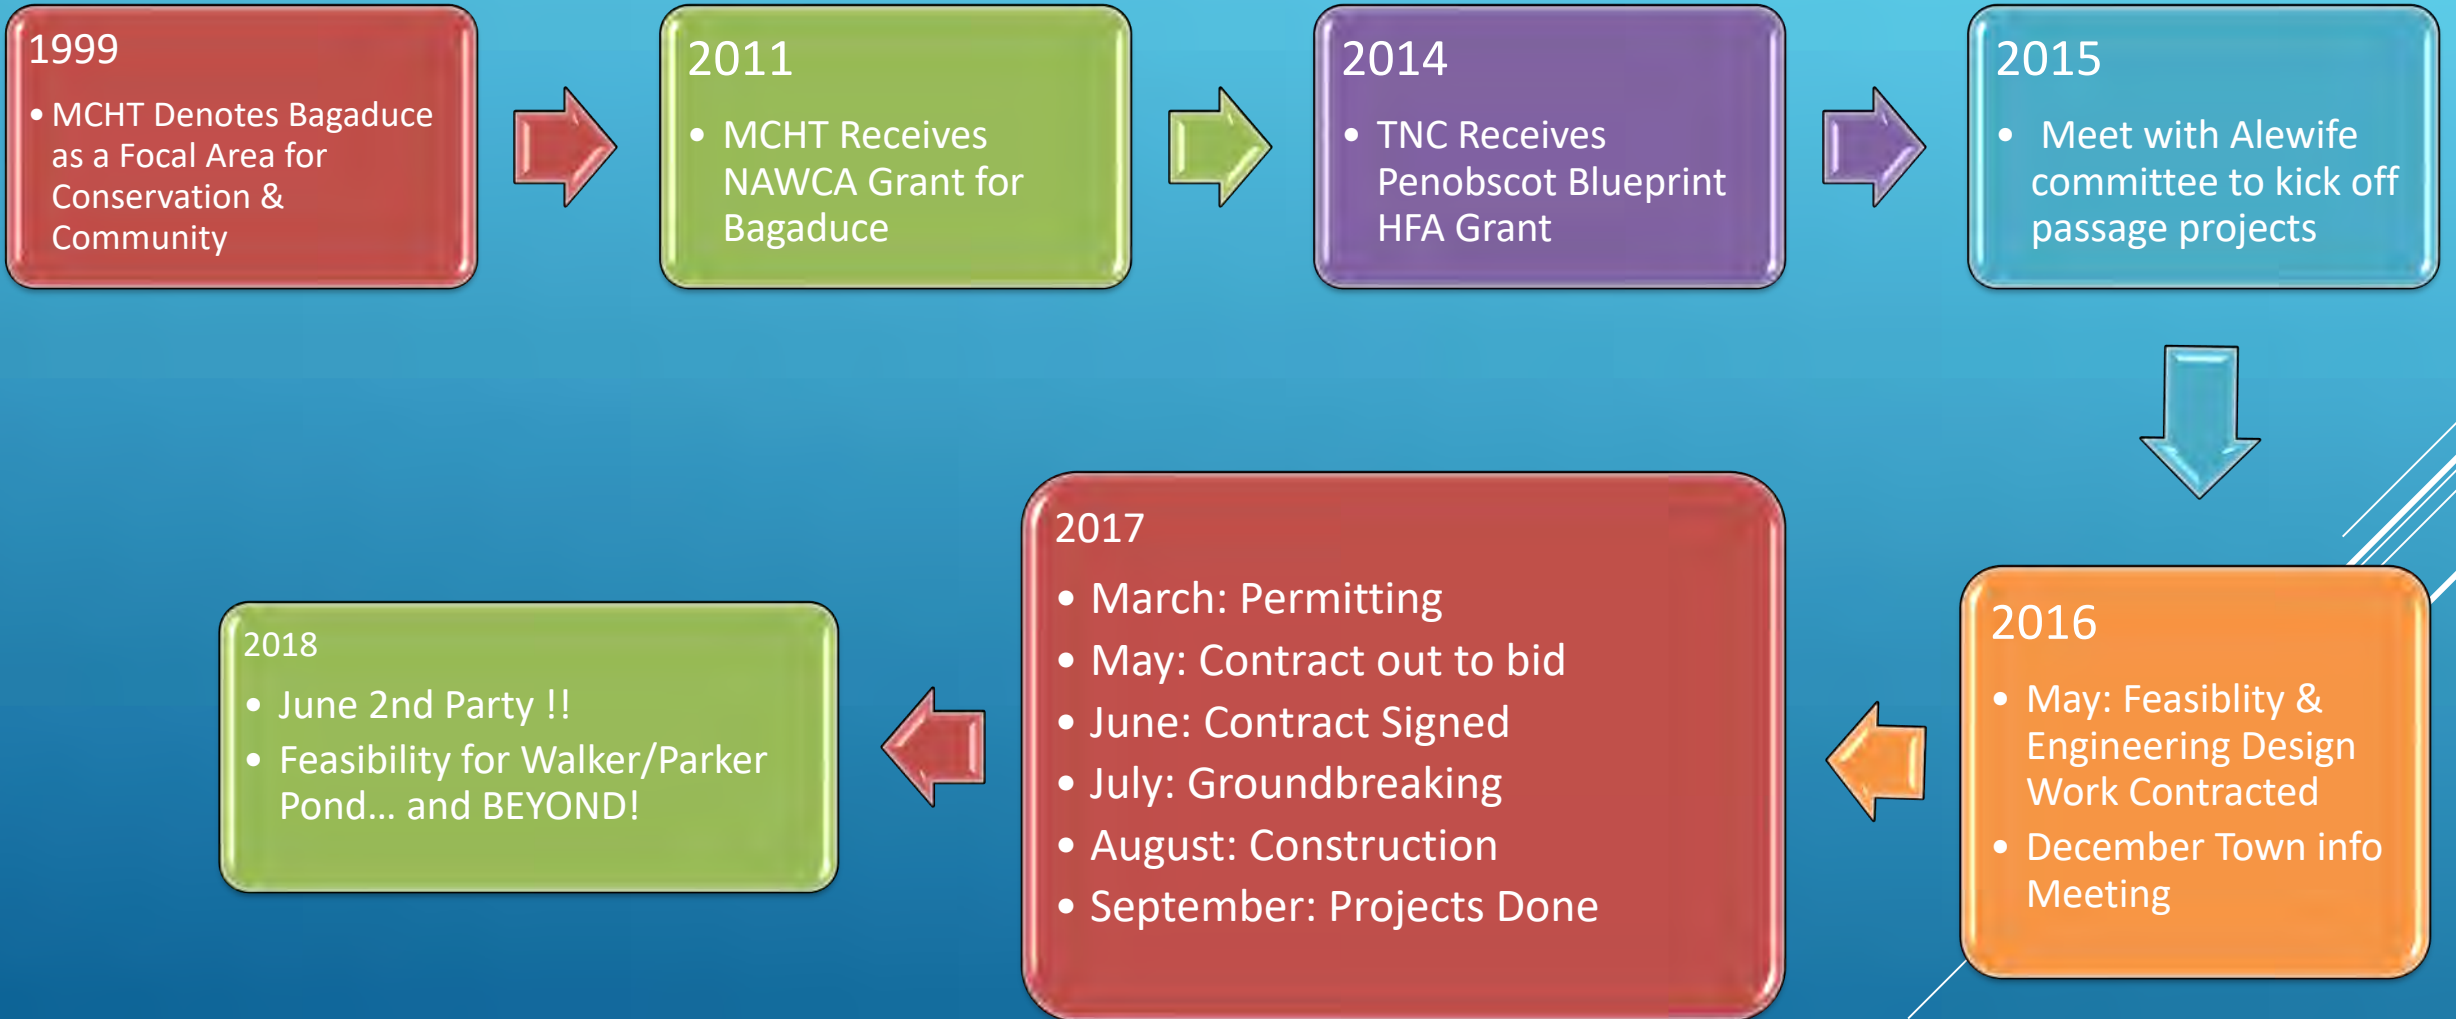 1999
• MCHT Denotes Bagaduce
as a Focal Area for
Conservation &
Community
2011
• MCHT Receives
NAWCA Grant for
Bagaduce
2014
• TNC Receives
Penobscot Blueprint
HFA Grant
2015
• Meet with Alewife
committee to kick off
passage projects
2016
• May: Feasiblity &
Engineering Design
Work Contracted
• December Town info
Meeting
2017
• March: Permitting
• May: Contract out to bid
• June: Contract Signed
• July: Groundbreaking
• August: Construction
• September: Projects Done
2018
• June 2nd Party !!
• Feasibility for Walker/Parker
Pond... and BEYOND!